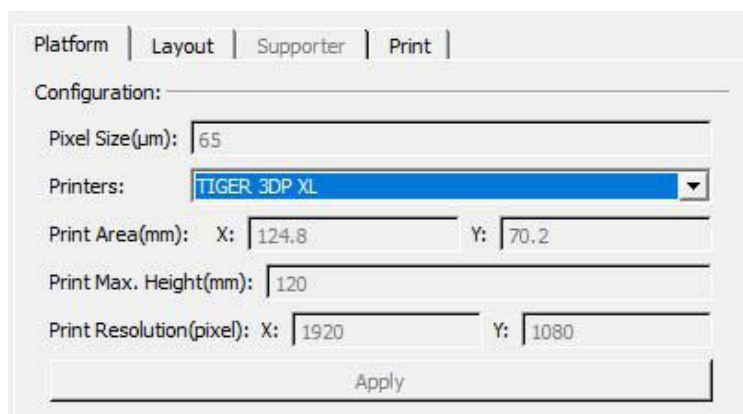 Platform Layout Supporter Print
Configuration:
Pixel Size(µm): 65
Printers: TIGER 3DP XL
Print Area(mm): X: 124.8 Y: 70.2
Print Max. Height(mm): 120
Print Resolution(pixel): X: 1920 Y: 1080
Apply